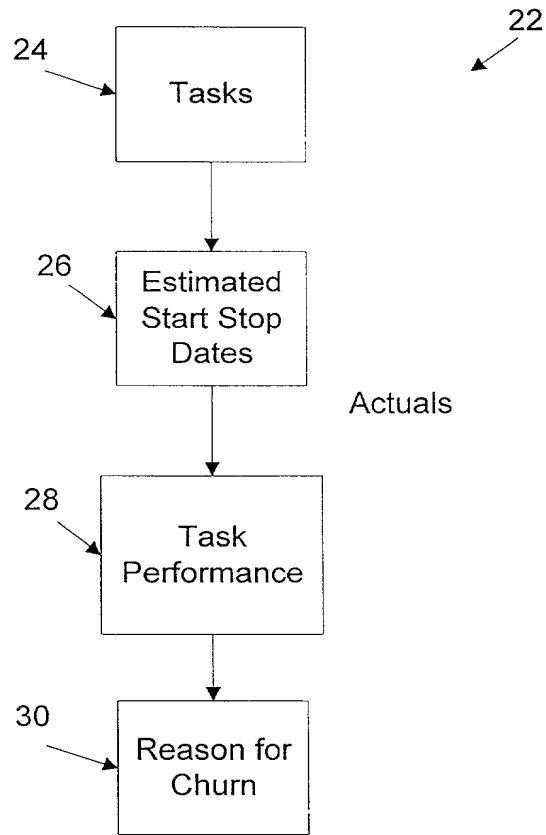 22
24
Tasks
26
Estimated
Start Stop
Dates
Actuals
28
Task
Performance
30
Reason for
Churn